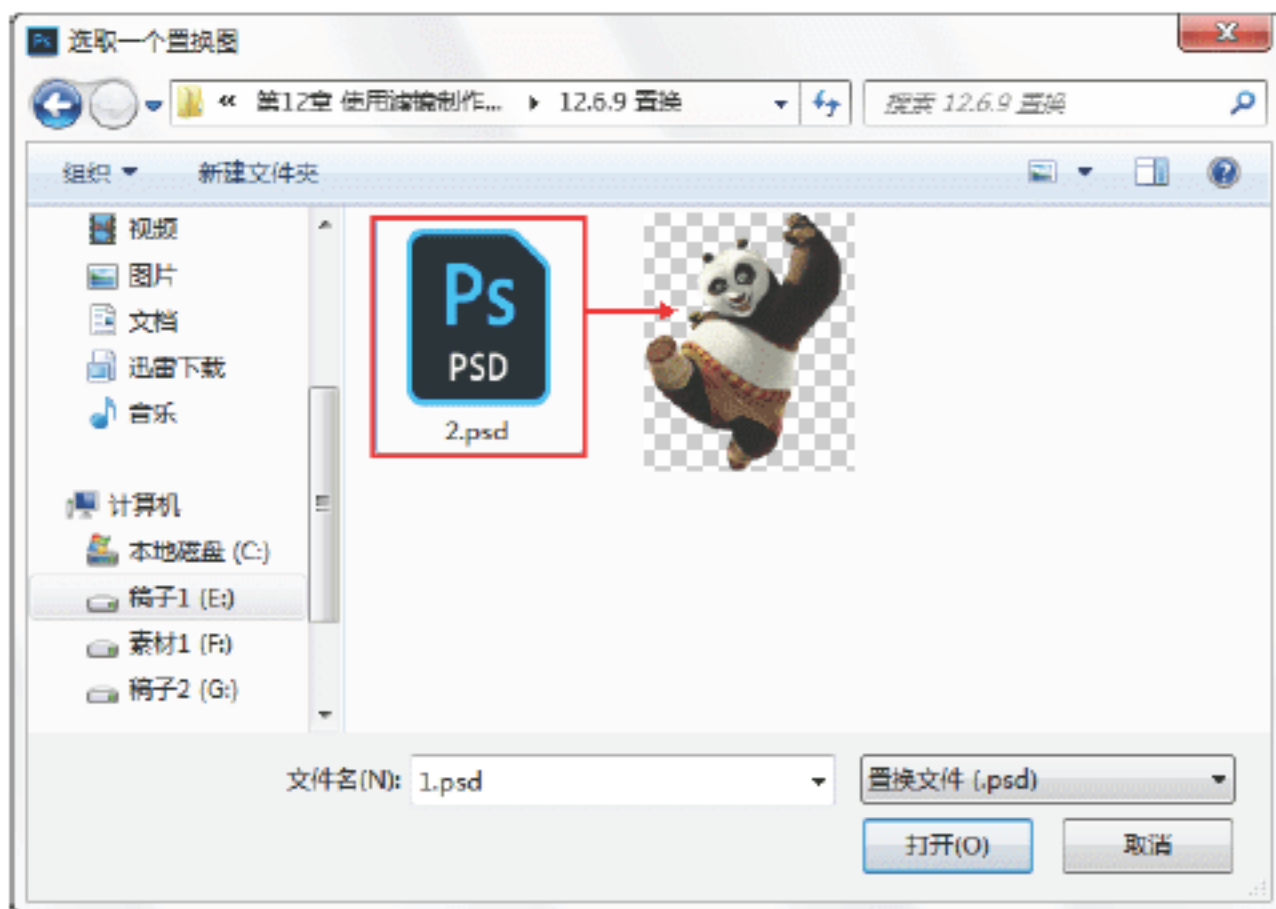 Ps 选取一个置换图
« 第12章 使用滤镜制作... ▸ 12.6.9 置换
搜索 12.6.9 置换
组织
新建文件夹
视频
图片
文档
迅雷下载
音乐
计算机
本地磁盘 (C:)
稿子1 (E:)
素材1 (F:)
稿子2 (G:)
Ps
PSD
2.psd
文件名(N): 1.psd
置换文件 (.psd)
打开(O)
取消